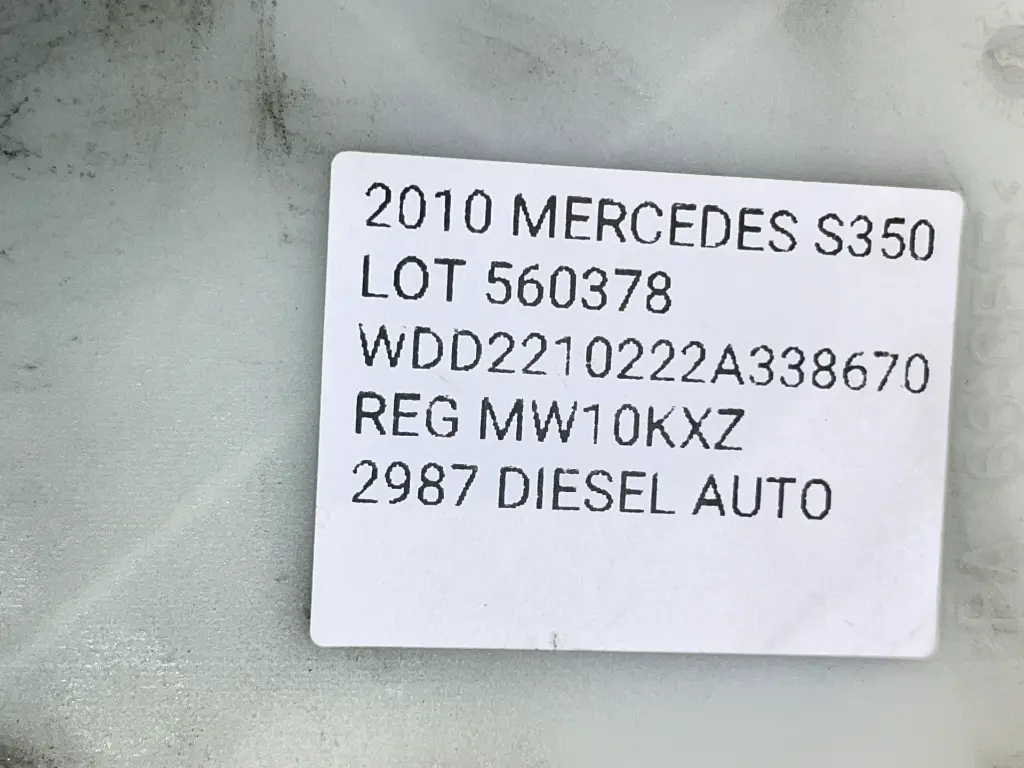 2010 MERCEDES S350
LOT 560378
WDD2210222A338670
REG MW10KXZ
2987 DIESEL AUTO